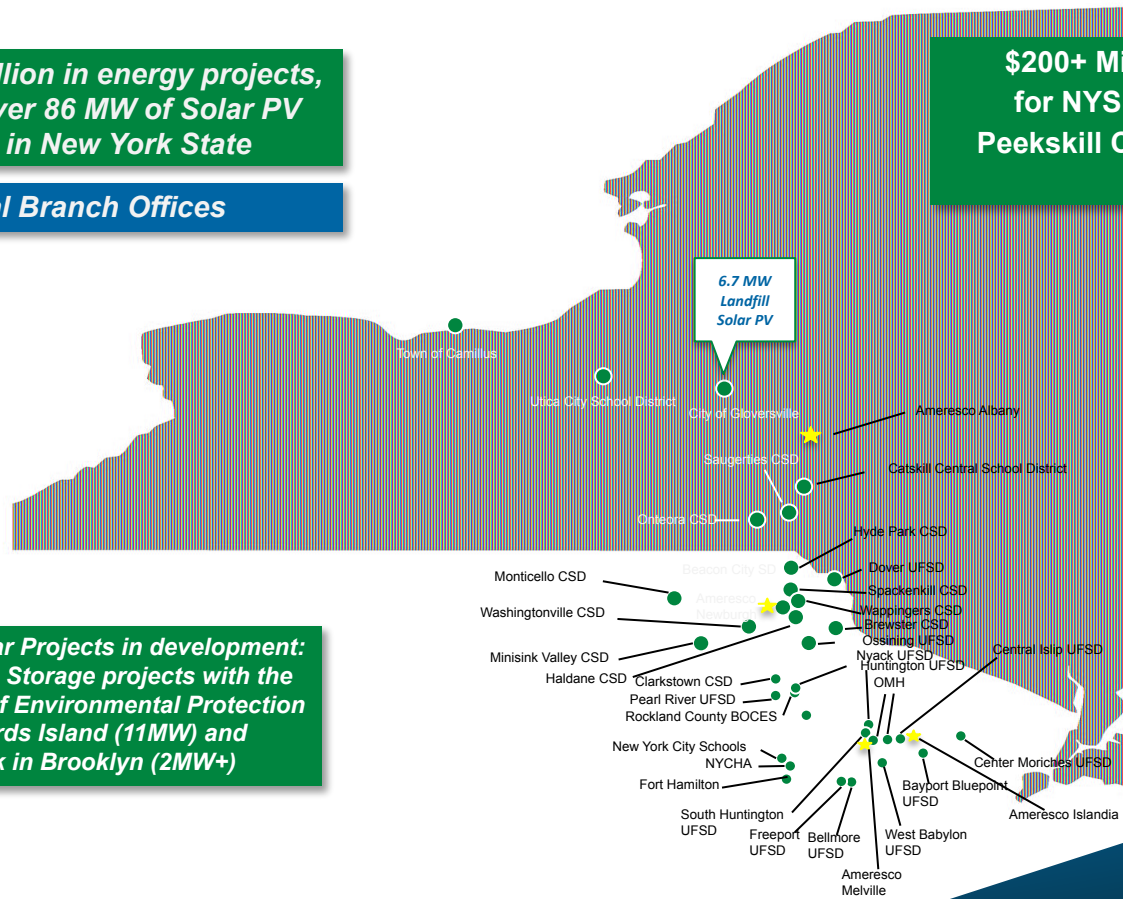 llion in energy projects,
ver 86 MW of Solar PV
in New York State
l Branch Offices
$200+ Mi
for NYS
Peekskill C
6.7 MW
Landfill
Solar PV
Town of Camillus
Utica City School District
City of Gloversville
Ameresco Albany
Saugerties CSD
Catskill Central School District
Onteora CSD
Hyde Park CSD
Beacon City SD
Dover UFSD
Monticello CSD
Spackenkill CSD
Ameresco
Newburgh
Washingtonville CSD
Wappingers CSD
Brewster CSD
Ossining UFSD
Minisink Valley CSD
Nyack UFSD
Central Islip UFSD
Huntington UFSD
Haldane CSD
Clarkstown CSD
OMH
Pearl River UFSD
Rockland County BOCES
ar Projects in development:
Storage projects with the
of Environmental Protection
rds Island (11MW) and
k in Brooklyn (2MW+)
New York City Schools
NYCHA
Fort Hamilton
Center Moriches UFSD
Bayport Bluepoint
UFSD
Ameresco Islandia
South Huntington
UFSD
Freeport
UFSD
Bellmore
UFSD
West Babylon
UFSD
Ameresco
Melville